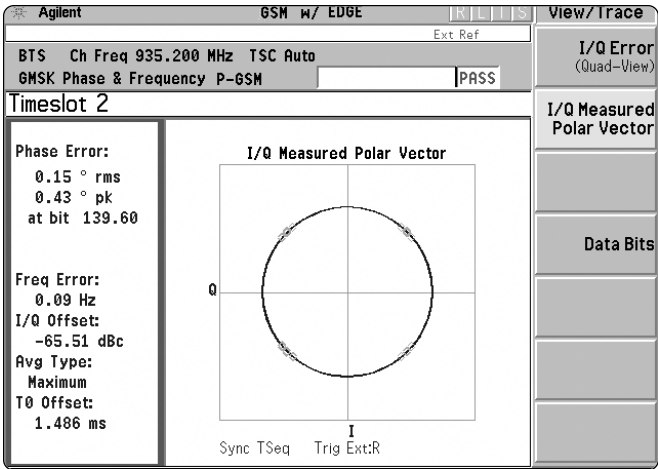 Agilent
GSM w/ EDGE
R L T S
View/Trace
Ext Ref
BTS Ch Freq 935.200 MHz TSC Auto
GMSK Phase & Frequency P-GSM
PASS
Timeslot 2
Phase Error:
0.15 ° rms
0.43 ° pk
at bit 139.60
Freq Error:
0.09 Hz
I/Q Offset:
-65.51 dBc
Avg Type:
Maximum
T0 Offset:
1.486 ms
I/Q Measured Polar Vector
Q
I
Sync TSeq Trig Ext:R
I/Q Error
(Quad-View)
I/Q Measured
Polar Vector
Data Bits